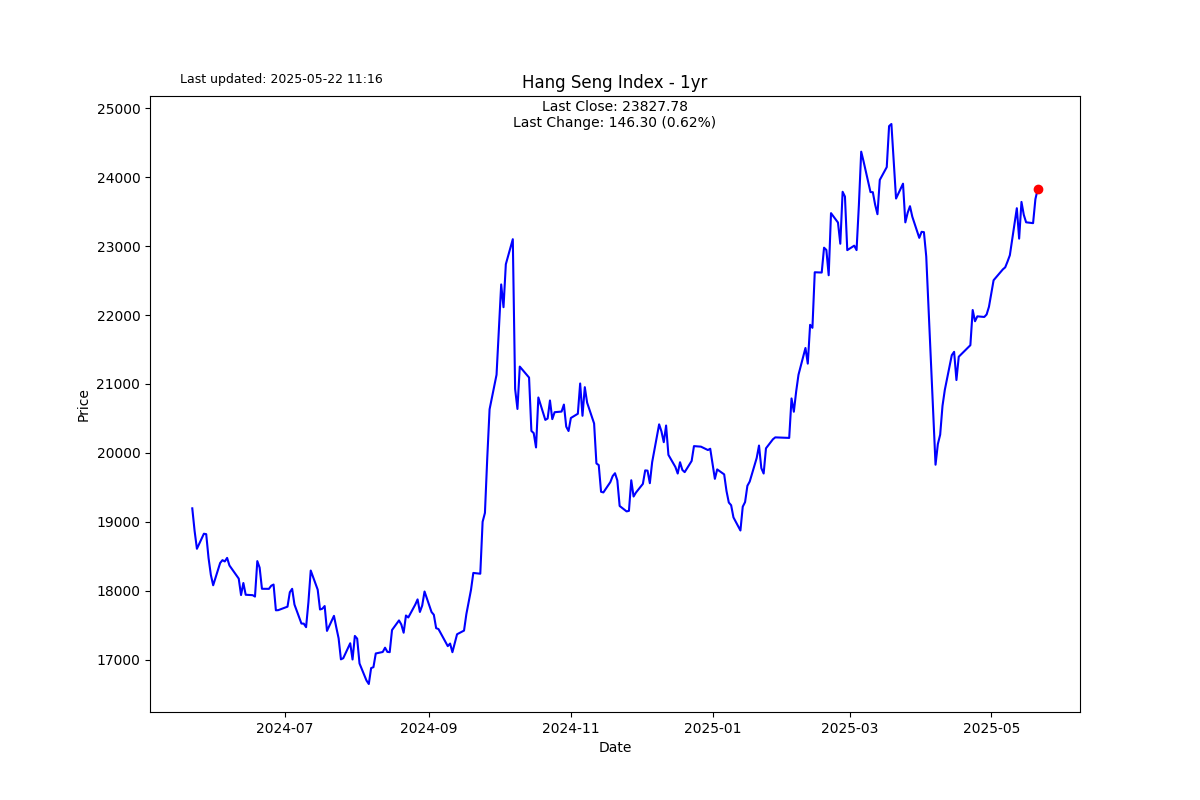 Last updated: 2025-05-22 11:16
Hang Seng Index - 1yr
Last Close: 23827.78
Last Change: 146.30 (0.62%)
25000
24000
23000
22000
21000
20000
19000
18000
17000
Price
2024-07
2024-09
2024-11
2025-01
2025-03
2025-05
Date